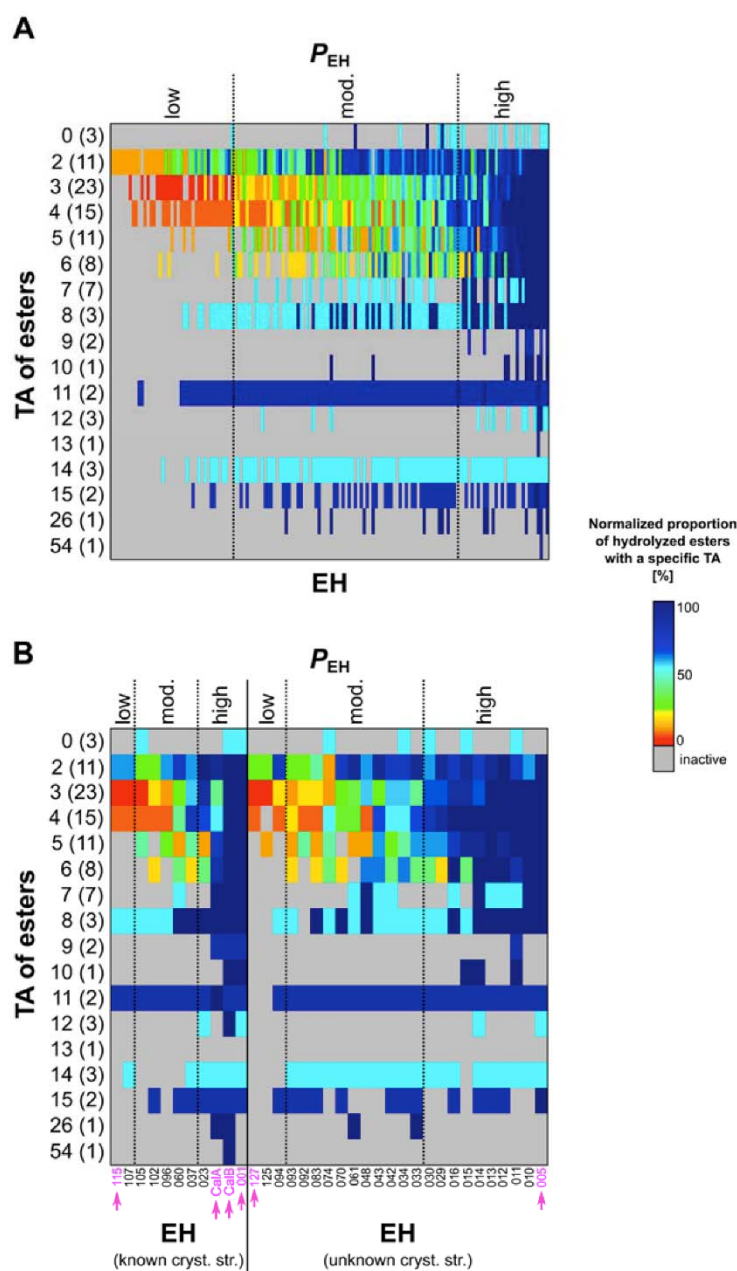 A
P_EH
low mod. high
TA of esters
0 (3)
2 (11)
3 (23)
4 (15)
5 (11)
6 (8)
7 (7)
8 (3)
9 (2)
10 (1)
11 (2)
12 (3)
13 (1)
14 (3)
15 (2)
26 (1)
54 (1)
EH
Normalized proportion
of hydrolyzed esters
with a specific TA
[%]
100
50
0
inactive
B
P_EH
low mod. high low mod. high
TA of esters
0 (3)
2 (11)
3 (23)
4 (15)
5 (11)
6 (8)
7 (7)
8 (3)
9 (2)
10 (1)
11 (2)
12 (3)
13 (1)
14 (3)
15 (2)
26 (1)
54 (1)
115 107 105 102 096 060 037 023 CalA CalB 001 127 125 094 093 092 083 074 070 061 048 043 042 034 033 030 029 016 015 014 013 012 011 010 005
EH EH
(known cryst. str.) (unknown cryst. str.)